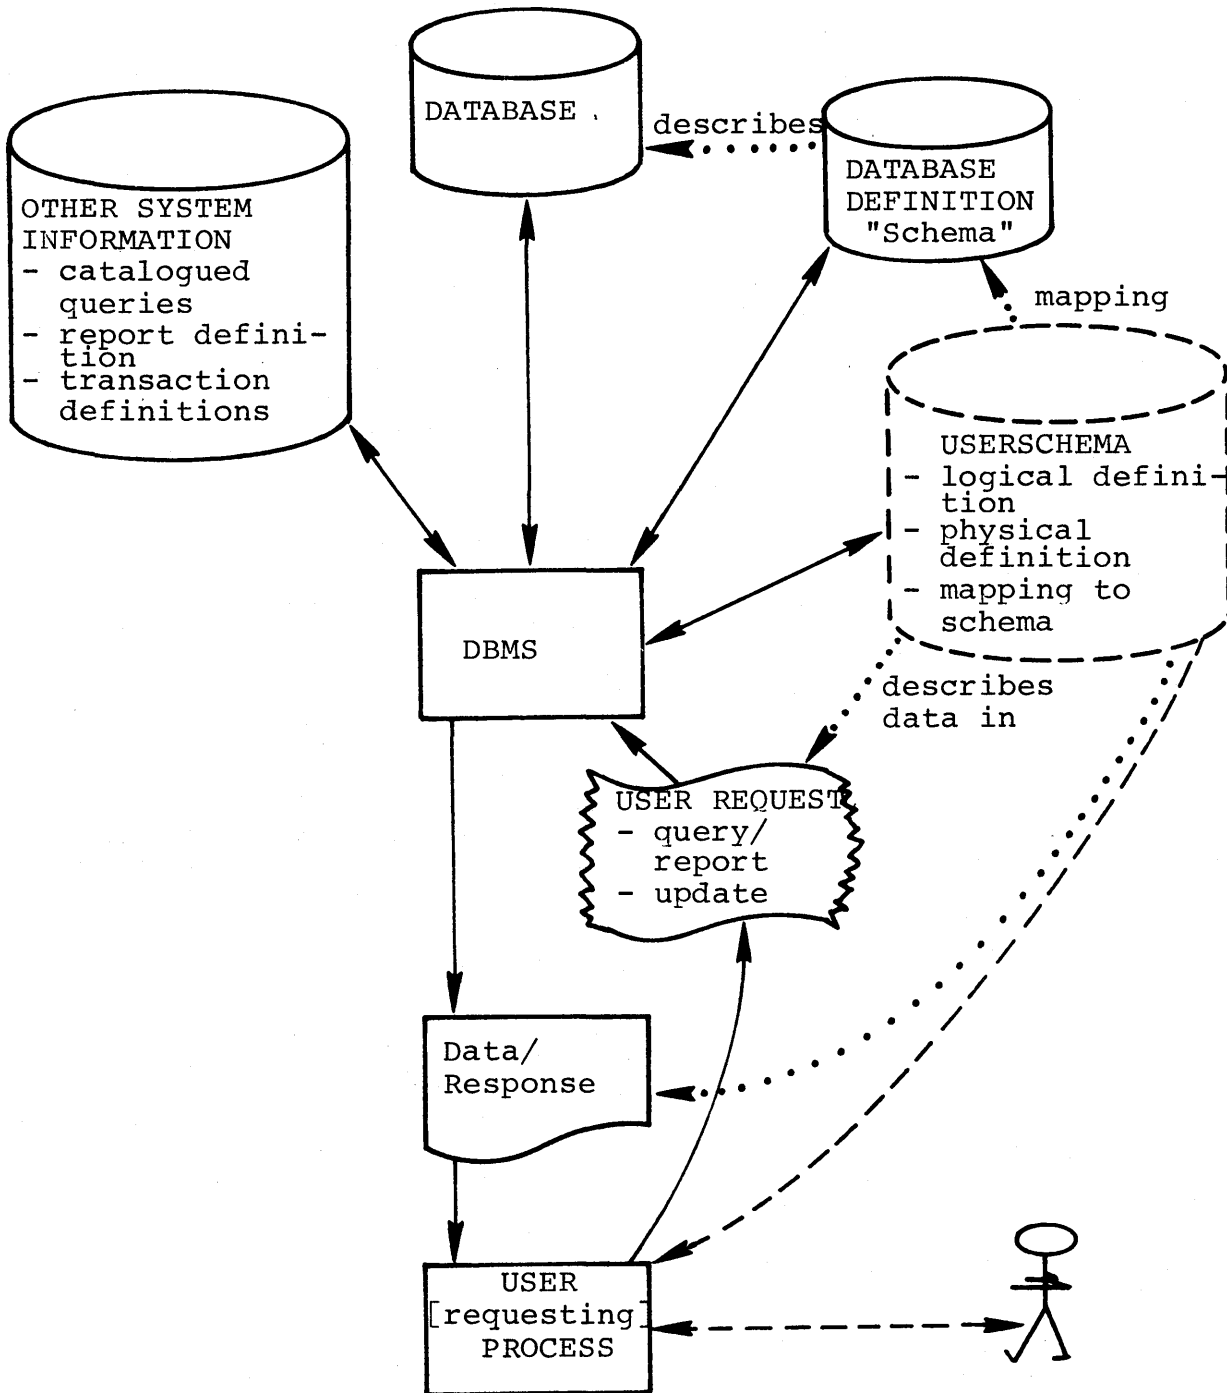 DATABASE
describes
DATABASE
DEFINITION
"Schema"
OTHER SYSTEM
INFORMATION
- catalogued
queries
- report defini-
tion
- transaction
definitions
mapping
USERSCHEMA
- logical defini-
tion
- physical
definition
- mapping to
schema
DBMS
describes
data in
USER REQUEST
- query/
report
- update
Data/
Response
USER
[requesting]
PROCESS